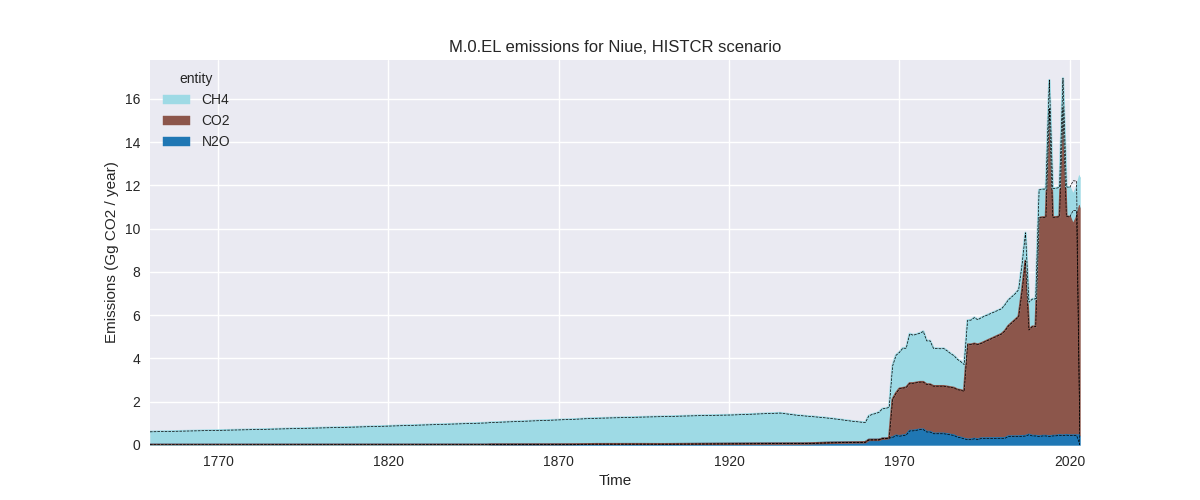 M.0.EL emissions for Niue, HISTCR scenario
entity
CH4
CO2
N2O
Emissions (Gg CO2 / year)
16
14
12
10
8
6
4
2
0
1770 1820 1870 1920 1970 2020
Time